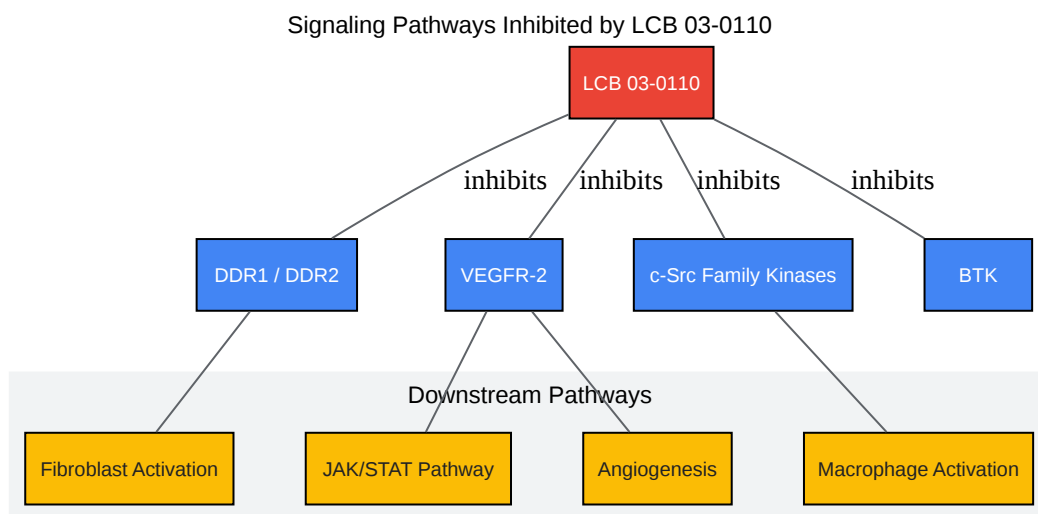 Signaling Pathways Inhibited by LCB 03-0110
LCB 03-0110
inhibits
inhibits
inhibits
inhibits
DDR1 / DDR2
VEGFR-2
c-Src Family Kinases
BTK
Downstream Pathways
Fibroblast Activation
JAK/STAT Pathway
Angiogenesis
Macrophage Activation